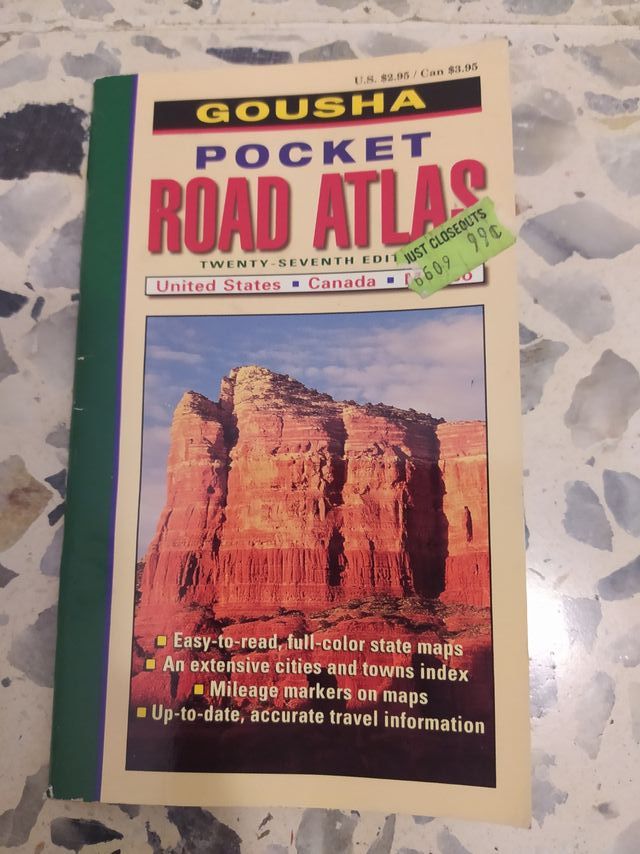 U.S. $2.95 / Can $3.95
GOUSHA
POCKET
ROAD ATLAS
TWENTY-SEVENTH
JUST CLOSEOUTS
6609 99¢
United States ▪ Canada ▪
Easy-to-read, full-color state maps
An extensive cities and towns index
Mileage markers on maps
Up-to-date, accurate travel information